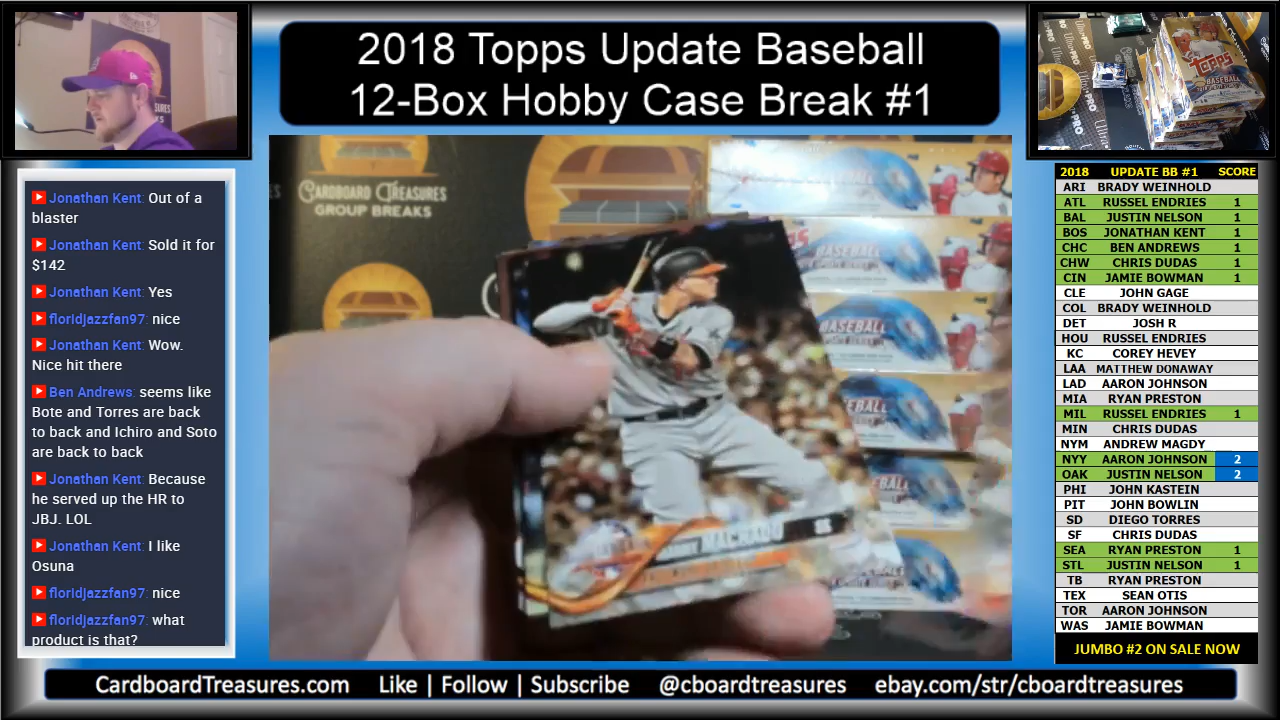 2018 Topps Update Baseball
12-Box Hobby Case Break #1
Jonathan Kent: Out of a
blaster
Jonathan Kent: Sold it for
$142
Jonathan Kent: Yes
floridjazzfan97: nice
Jonathan Kent: Wow.
Nice hit there
Ben Andrews: seems like
Bote and Torres are back
to back and Ichiro and Soto
are back to back
Jonathan Kent: Because
he served up the HR to
JBJ. LOL
Jonathan Kent: I like
Osuna
floridjazzfan97: nice
floridjazzfan97: what
product is that?
CARDBOARD TREASURES
GROUP BREAKS
BASEBALL
BASEBALL
MACHADO
Topps
BASEBALL
2018 UPDATE BB #1 SCORE
ARI BRADY WEINHOLD
ATL RUSSEL ENDRIES 1
BAL JUSTIN NELSON 1
BOS JONATHAN KENT 1
CHC BEN ANDREWS 1
CHW CHRIS DUDAS 1
CIN JAMIE BOWMAN 1
CLE JOHN GAGE
COL BRADY WEINHOLD
DET JOSH R
HOU RUSSEL ENDRIES
KC COREY HEVEY
LAA MATTHEW DONAWAY
LAD AARON JOHNSON
MIA RYAN PRESTON
MIL RUSSEL ENDRIES 1
MIN CHRIS DUDAS
NYM ANDREW MAGDY
NYY AARON JOHNSON 2
OAK JUSTIN NELSON 2
PHI JOHN KASTEIN
PIT JOHN BOWLIN
SD DIEGO TORRES
SF CHRIS DUDAS
SEA RYAN PRESTON 1
STL JUSTIN NELSON 1
TB RYAN PRESTON
TEX SEAN OTIS
TOR AARON JOHNSON
WAS JAMIE BOWMAN
JUMBO #2 ON SALE NOW
CardboardTreasures.com Like | Follow | Subscribe @cboardtreasures ebay.com/str/cboardtreasures